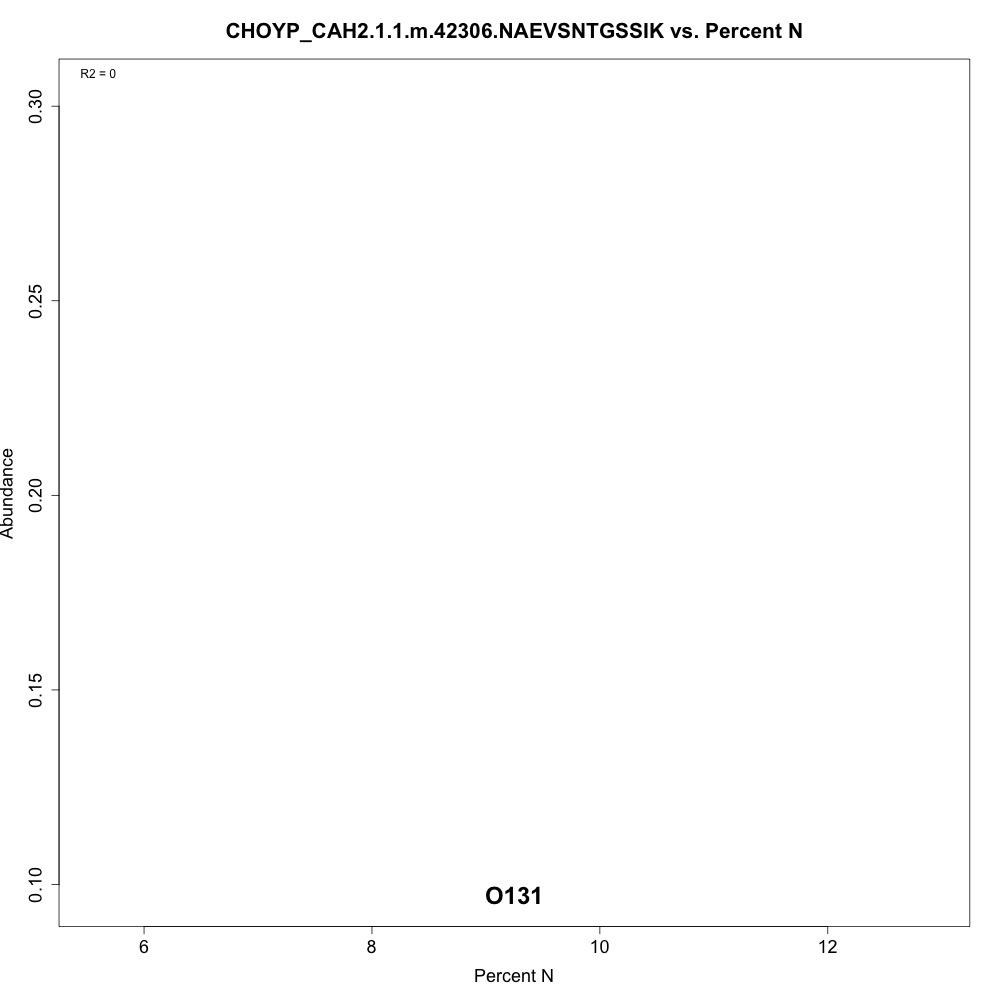 CHOYP_CAH2.1.1.m.42306.NAEVSNTGSSIK vs. Percent N
R2 = 0
0.30
0.25
0.20
0.15
0.10
Abundance
O131
6 8 10 12
Percent N